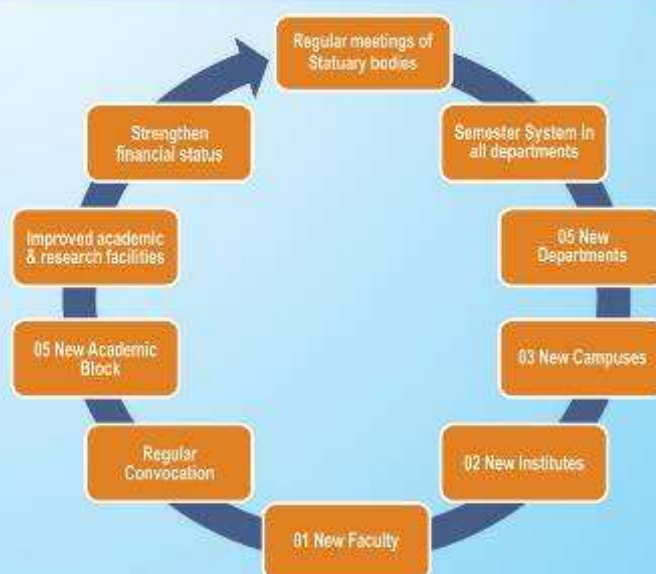 Regular meetings of
Statuary bodies
Semester System in
all departments
05 New
Departments
03 New Campuses
02 New Institutes
01 New Faculty
Regular
Convocation
05 New Academic
Block
Improved academic
& research facilities
Strengthen
financial status